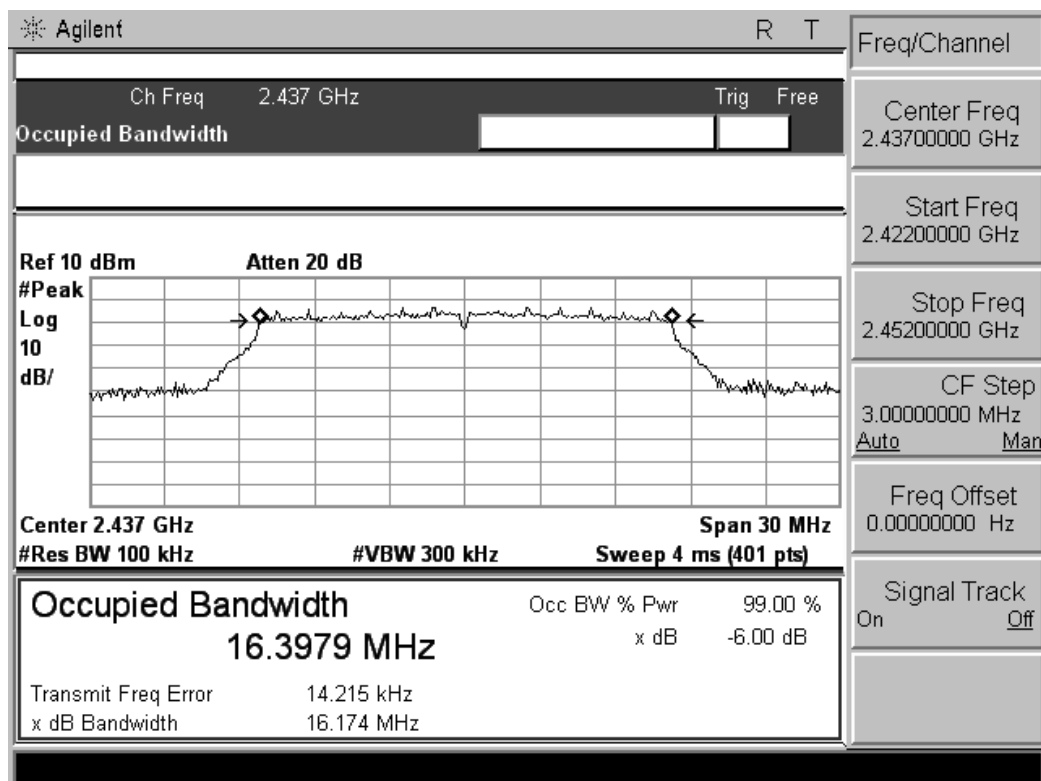 Agilent R T
Ch Freq 2.437 GHz Trig Free
Occupied Bandwidth
Ref 10 dBm Atten 20 dB
#Peak
Log
10
dB/
Center 2.437 GHz Span 30 MHz
#Res BW 100 kHz #VBW 300 kHz Sweep 4 ms (401 pts)
Occupied Bandwidth Occ BW % Pwr 99.00 %
16.3979 MHz x dB -6.00 dB
Transmit Freq Error 14.215 kHz
x dB Bandwidth 16.174 MHz
Freq/Channel
Center Freq
2.43700000 GHz
Start Freq
2.42200000 GHz
Stop Freq
2.45200000 GHz
CF Step
3.00000000 MHz
Auto Man
Freq Offset
0.00000000 Hz
Signal Track
On Off